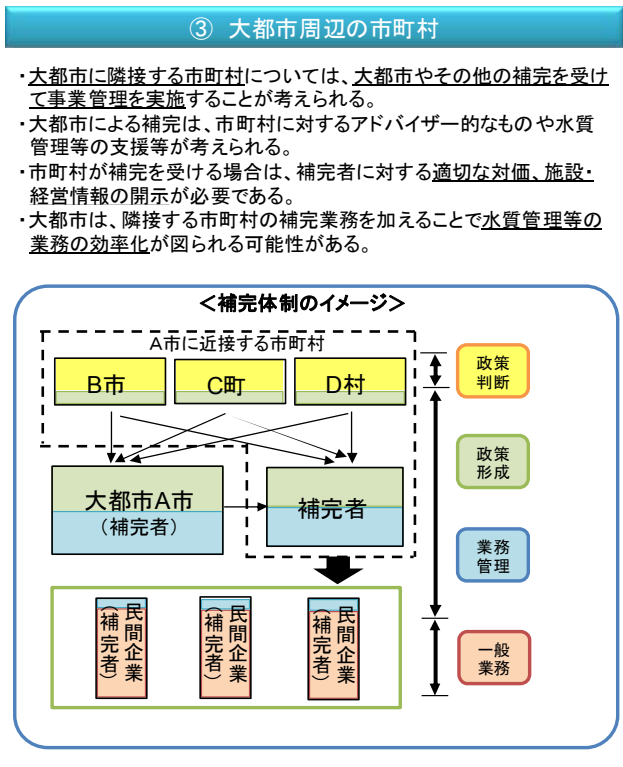 ③ 大都市周辺の市町村
・大都市に隣接する市町村については、大都市やその他の補完を受け
て事業管理を実施することが考えられる。
・大都市による補完は、市町村に対するアドバイザー的なものや水質
管理等の支援等が考えられる。
・市町村が補完を受ける場合は、補完者に対する適切な対価、施設・
経営情報の開示が必要である。
・大都市は、隣接する市町村の補完業務を加えることで水質管理等の
業務の効率化が図られる可能性がある。
＜補完体制のイメージ＞
A市に近接する市町村
B市
C町
D村
政策
判断
大都市A市
（補完者）
補完者
政策
形成
業務
管理
民間企業
（補完者）
民間企業
（補完者）
民間企業
（補完者）
一般
業務